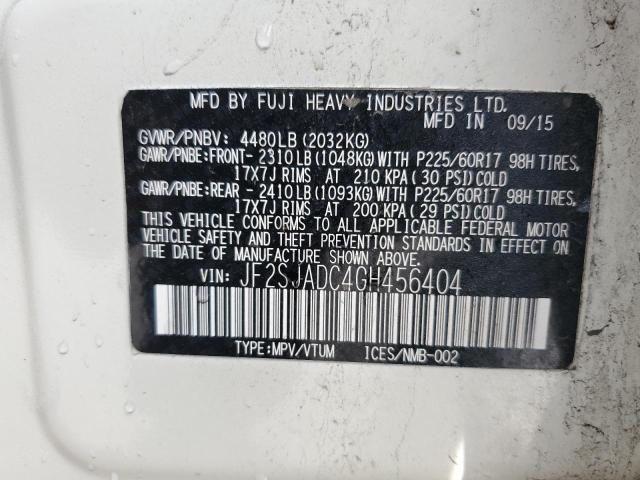 MFD BY FUJI HEAVY INDUSTRIES LTD.
MFD IN 09/15
GVWR/PNBV: 4480LB (2032KG)
GAWR/PNBE:FRONT- 2310LB (1048KG)WITH P225/60R17 98H TIRES,
17X7J RIMS AT 210 KPA (30 PSI)COLD
GAWR/PNBE:REAR - 2410LB (1093KG)WITH P225/60R17 98H TIRES,
17X7J RIMS AT 200 KPA (29 PSI)COLD
THIS VEHICLE CONFORMS TO ALL APPLICABLE FEDERAL MOTOR
VEHICLE SAFETY AND THEFT PREVENTION STANDARDS IN EFFECT ON
THE DATE OF MANUFACTURE SHOWN ABOVE.
VIN: JF2SJADC4GH456404
TYPE:MPV/VTUM ICES/NMB-002